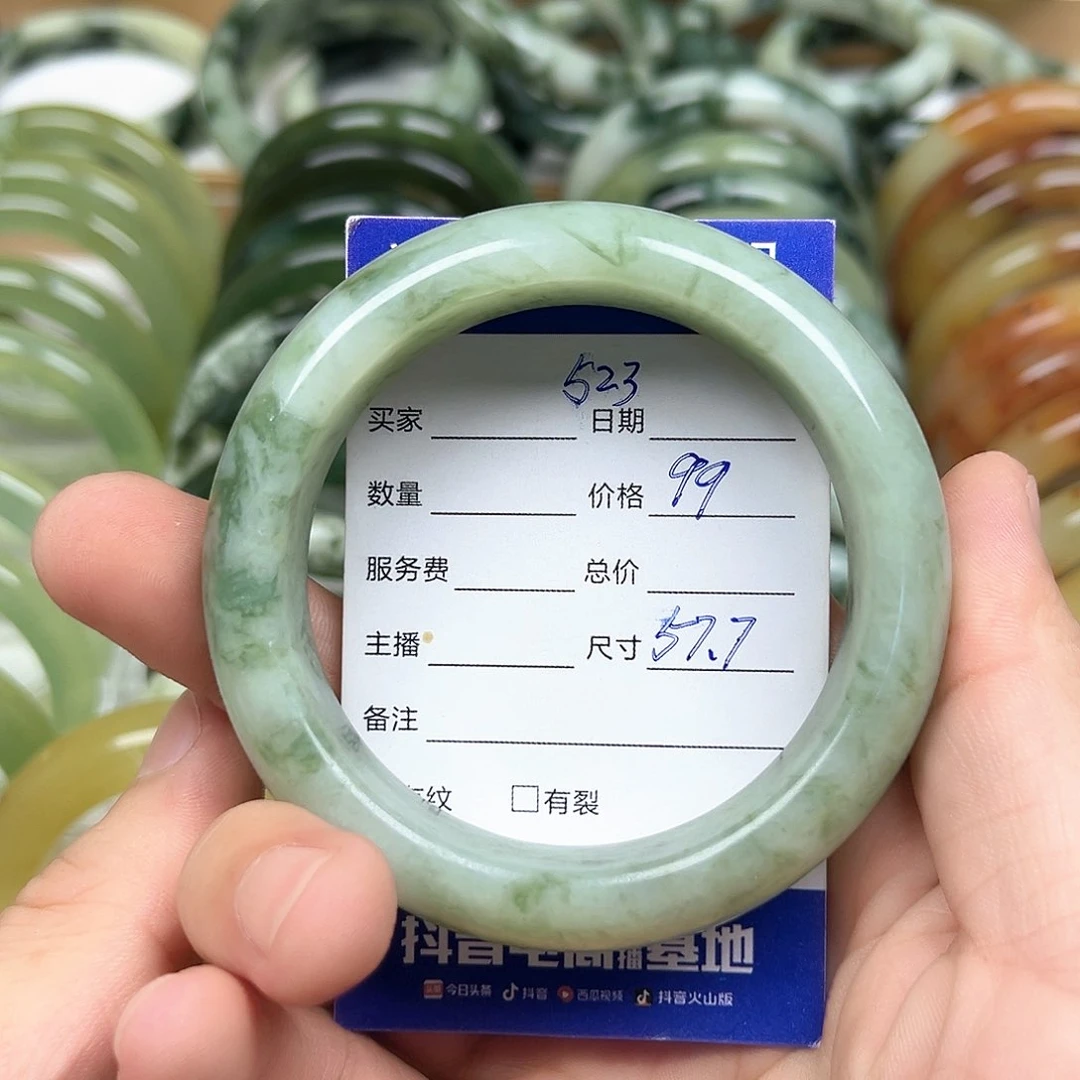 523
买家 日期
数量 价格 99
服务费 总价
主播 尺寸 57.7
备注
纹 □有裂
抖音电商直播基地
今日头条 抖音 西瓜视频 抖音火山版